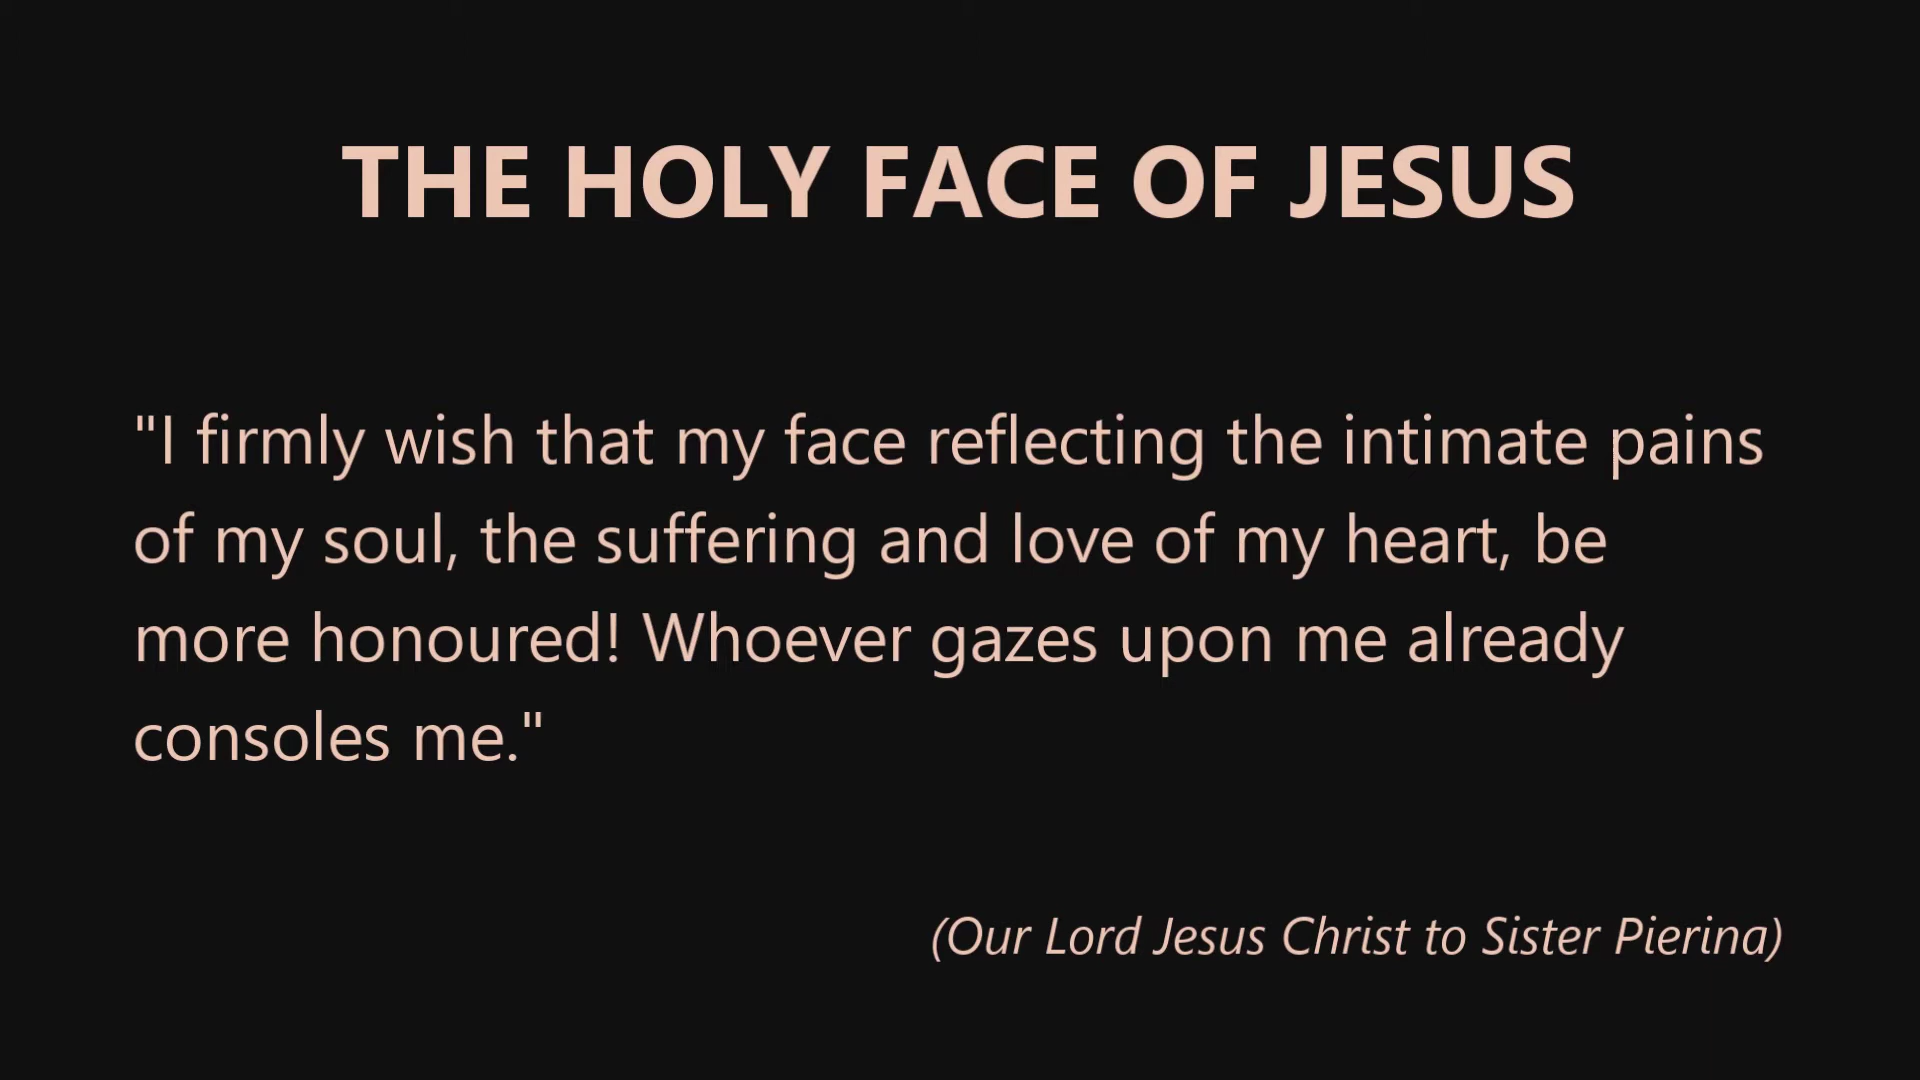 THE HOLY FACE OF JESUS
"I firmly wish that my face reflecting the intimate pains
of my soul, the suffering and love of my heart, be
more honoured! Whoever gazes upon me already
consoles me."
(Our Lord Jesus Christ to Sister Pierina)